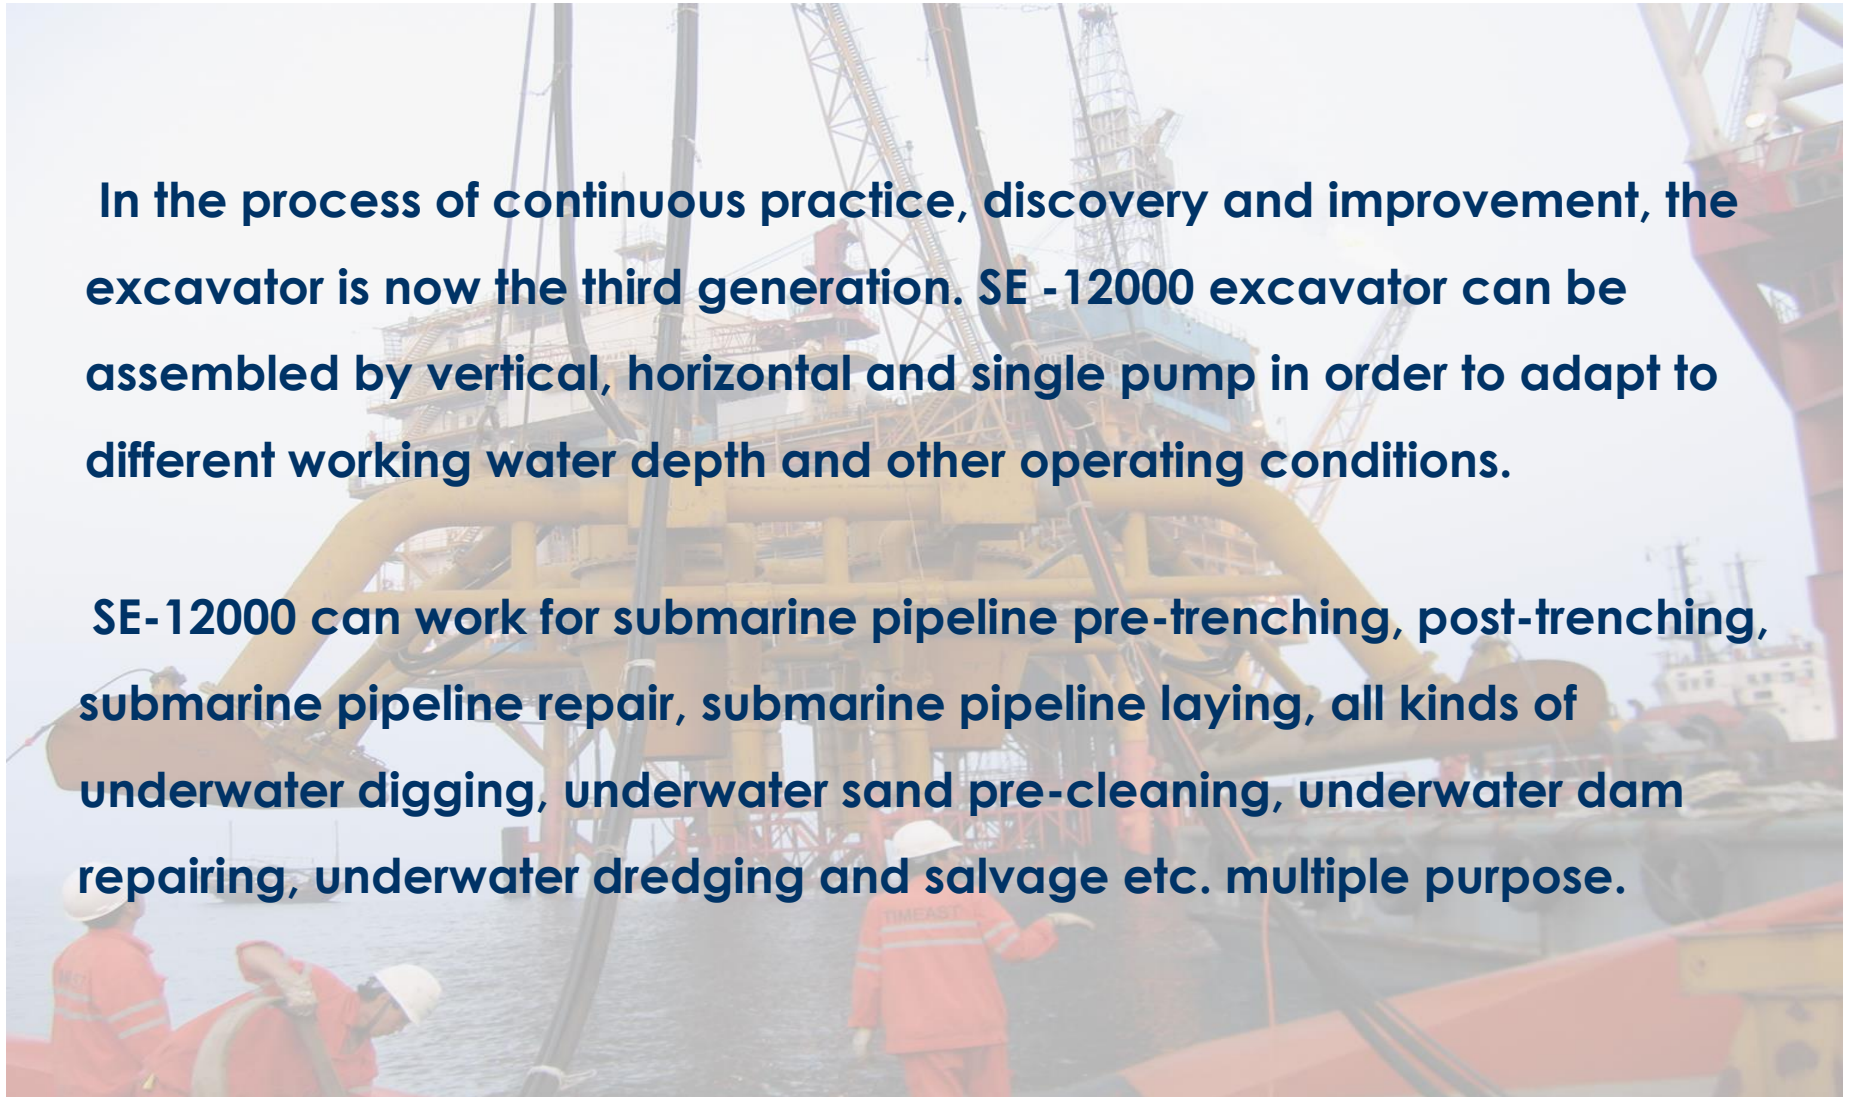 In the process of continuous practice, discovery and improvement, the
excavator is now the third generation. SE -12000 excavator can be
assembled by vertical, horizontal and single pump in order to adapt to
different working water depth and other operating conditions.
SE-12000 can work for submarine pipeline pre-trenching, post-trenching,
submarine pipeline repair, submarine pipeline laying, all kinds of
underwater digging, underwater sand pre-cleaning, underwater dam
repairing, underwater dredging and salvage etc. multiple purpose.
TIMEAST